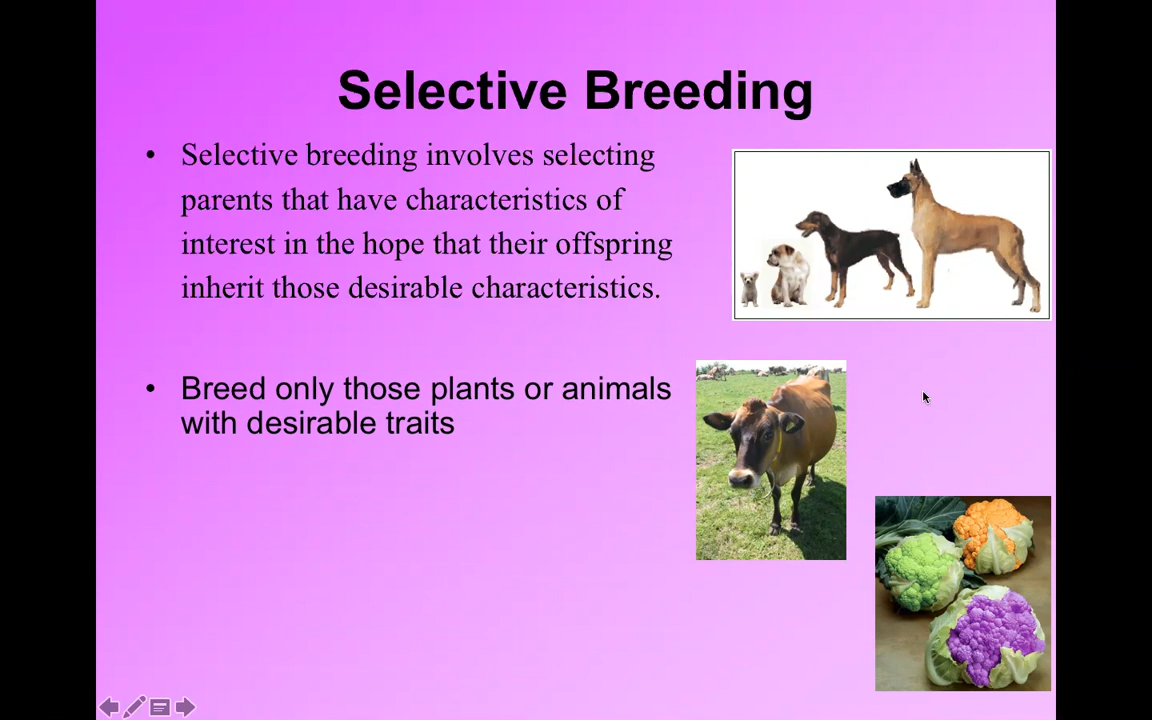 Selective Breeding
• Selective breeding involves selecting
parents that have characteristics of
interest in the hope that their offspring
inherit those desirable characteristics.
• Breed only those plants or animals
with desirable traits